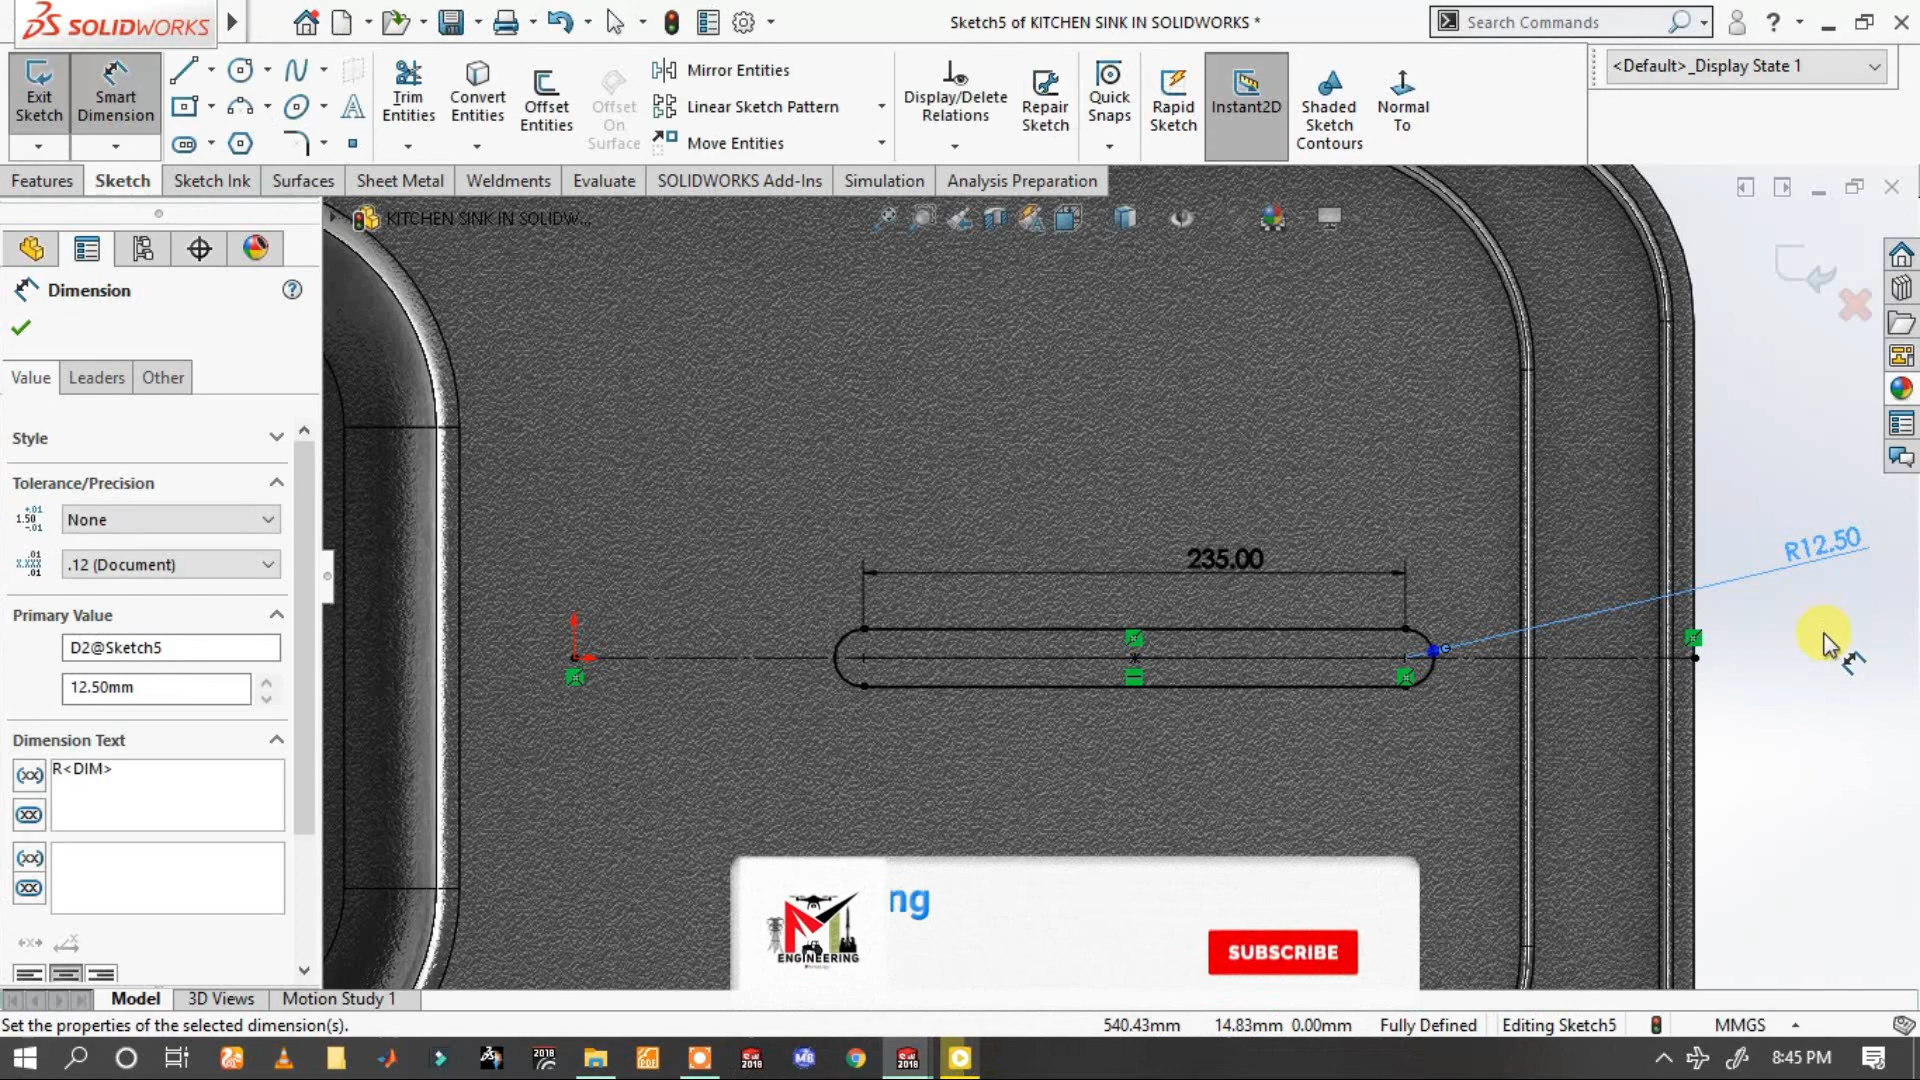 SOLIDWORKS
Sketch5 of KITCHEN SINK IN SOLIDWORKS *
Search Commands
?
Exit Sketch
Smart Dimension
Trim Entities
Convert Entities
Offset Entities
Offset On Surface
Mirror Entities
Linear Sketch Pattern
Move Entities
Display/Delete Relations
Repair Sketch
Quick Snaps
Rapid Sketch
Instant2D
Shaded Sketch Contours
Normal To
<Default>_Display State 1
Features
Sketch
Sketch Ink
Surfaces
Sheet Metal
Weldments
Evaluate
SOLIDWORKS Add-Ins
Simulation
Analysis Preparation
KITCHEN SINK IN SOLIDW...
Dimension
Value
Leaders
Other
Style
Tolerance/Precision
None
.12 (Document)
Primary Value
D2@Sketch5
12.50mm
Dimension Text
R<DIM>
235.00
R12.50
ng
M
ENGINEERING
SUBSCRIBE
Model
3D Views
Motion Study 1
Set the properties of the selected dimension(s).
540.43mm
14.83mm 0.00mm
Fully Defined
Editing Sketch5
MMGS
8:45 PM